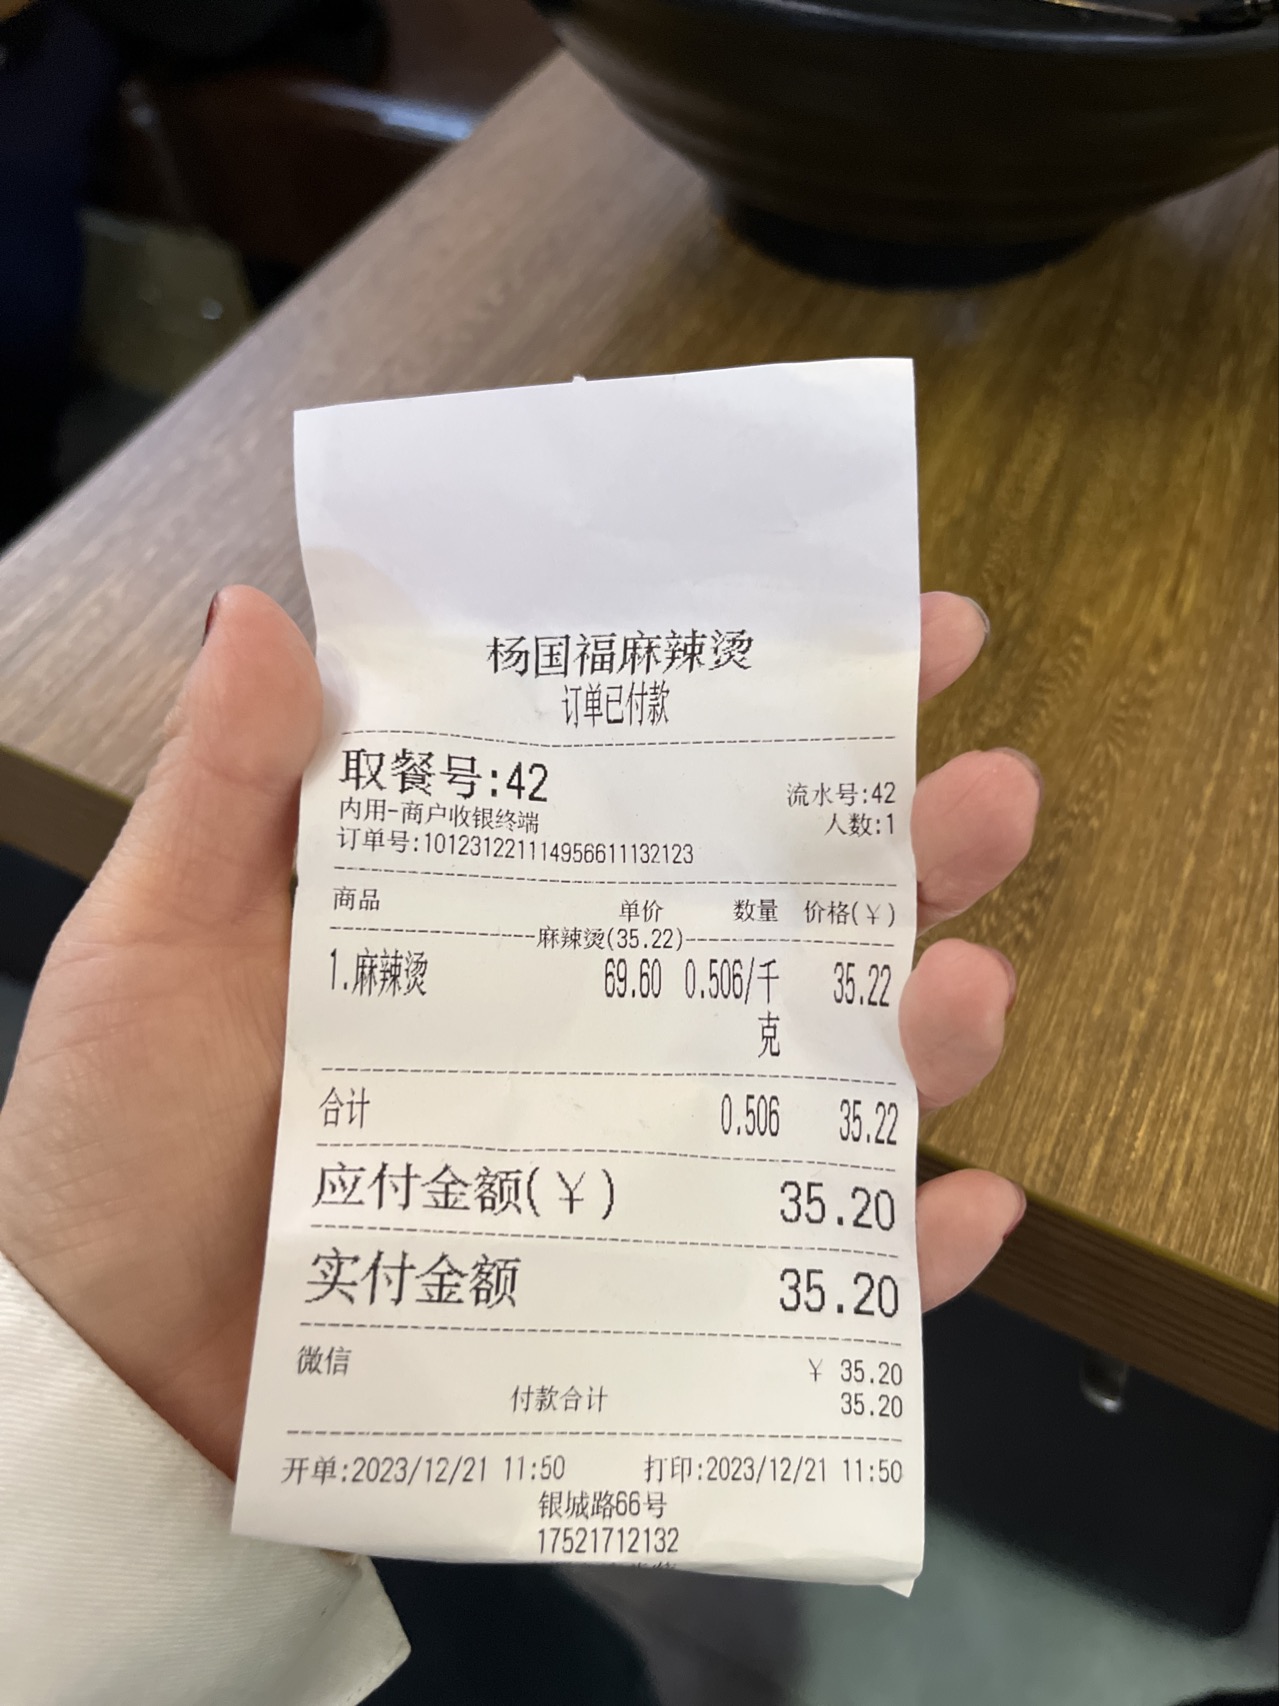 杨国福麻辣烫
订单已付款
取餐号:42
流水号:42
内用-商户收银终端
人数:1
订单号:1012312211114956611132123
商品 单价 数量 价格(¥)
麻辣烫(35.22)
1.麻辣烫 69.60 0.506/千克 35.22
合计 0.506 35.22
应付金额(¥) 35.20
实付金额 35.20
微信 ¥ 35.20
付款合计 35.20
开单:2023/12/21 11:50 打印:2023/12/21 11:50
银城路66号
17521712132